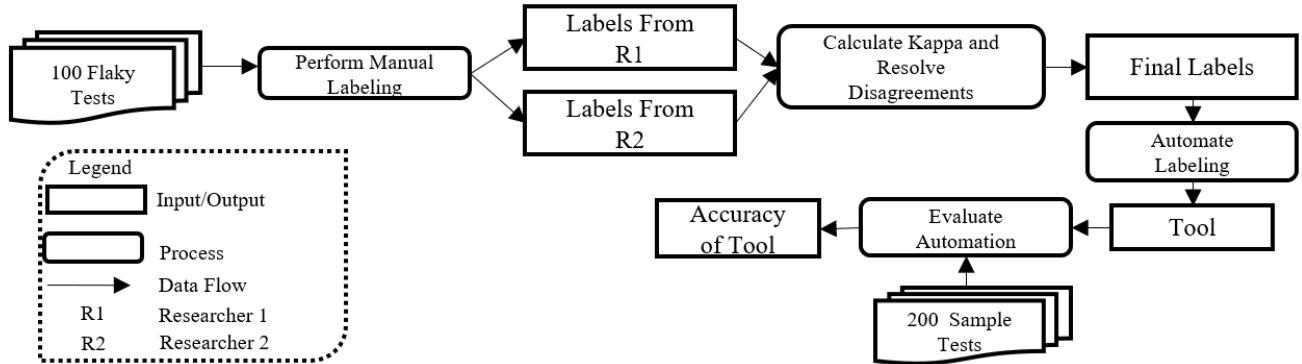 100 Flaky
Tests
Perform Manual
Labeling
Labels From
R1
Labels From
R2
Calculate Kappa and
Resolve
Disagreements
Final Labels
Automate
Labeling
Tool
Evaluate
Automation
Accuracy
of Tool
200 Sample
Tests
Legend
Input/Output
Process
Data Flow
R1 Researcher 1
R2 Researcher 2